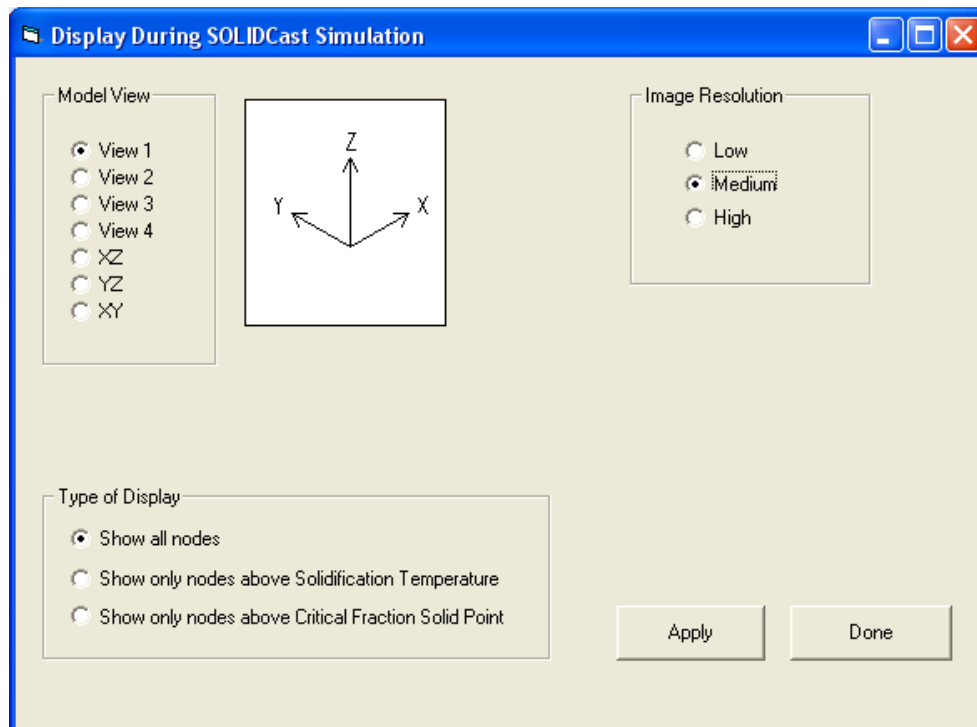 Display During SOLIDCast Simulation
Model View
View 1
View 2
View 3
View 4
XZ
YZ
XY
Z
Y
X
Image Resolution
Low
Medium
High
Type of Display
Show all nodes
Show only nodes above Solidification Temperature
Show only nodes above Critical Fraction Solid Point
Apply
Done